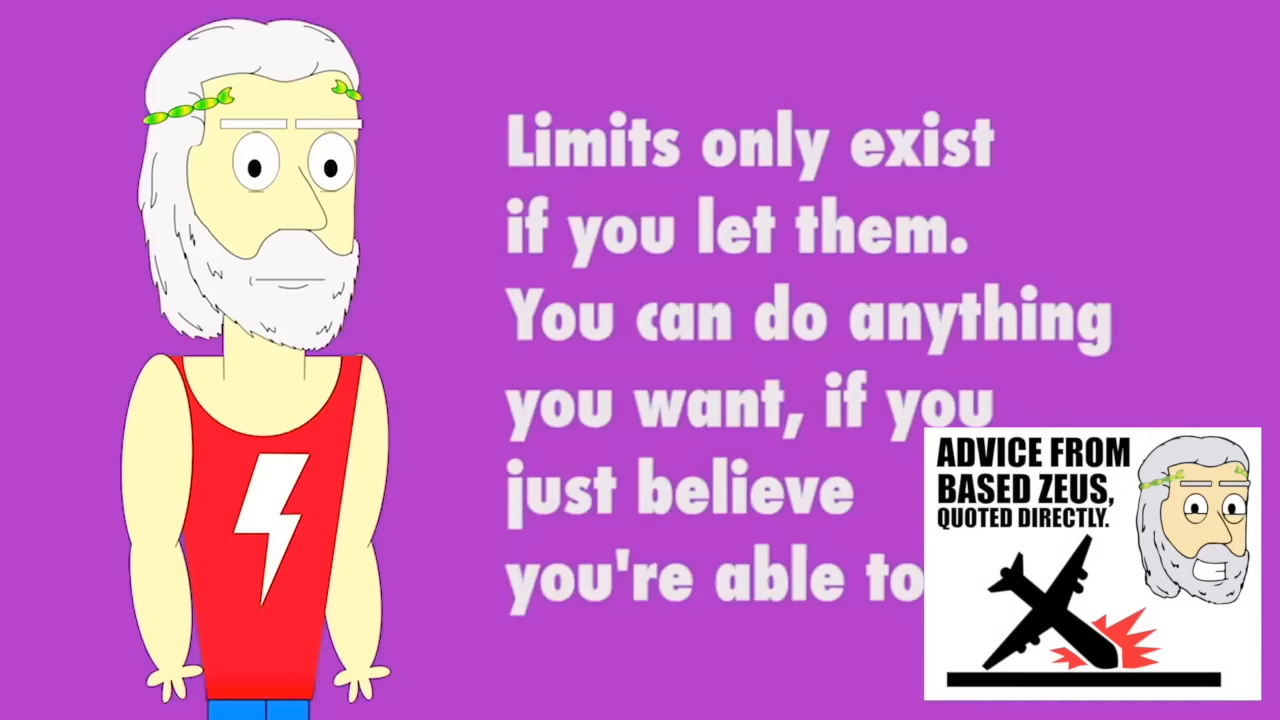 Limits only exist
if you let them.
You can do anything
you want, if you
just believe
you're able to
ADVICE FROM
BASED ZEUS,
QUOTED DIRECTLY.